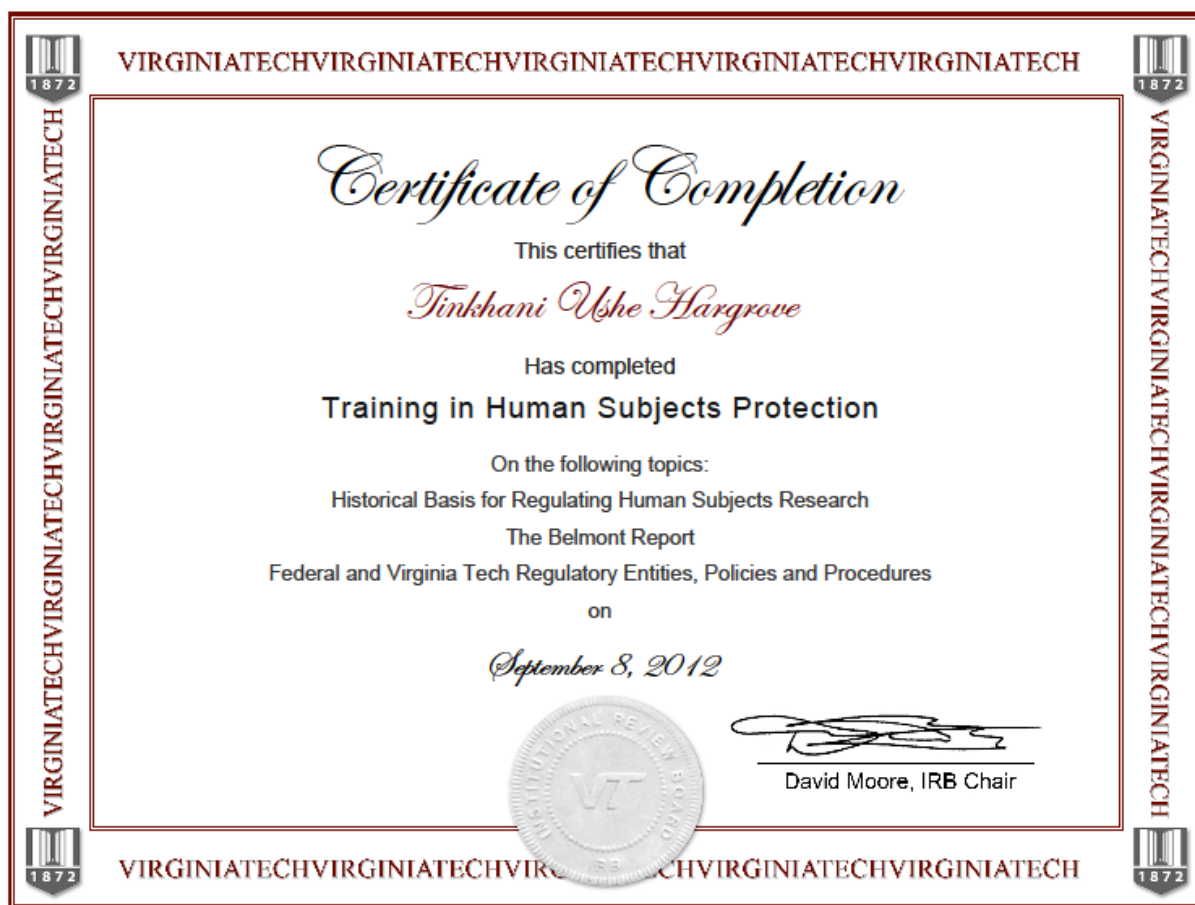 VIRGINIATECHVIRGINIATECHVIRGINIATECHVIRGINIATECHVIRGINIATECH
1872
1872
VIRGINIATECHVIRGINIATECHVIRGINIATECHVIRGINIATECH
VIRGINIATECHVIRGINIATECHVIRGINIATECHVIRGINIATECH
Certificate of Completion
This certifies that
Tinkhani Ushe Hargrove
Has completed
Training in Human Subjects Protection
On the following topics:
Historical Basis for Regulating Human Subjects Research
The Belmont Report
Federal and Virginia Tech Regulatory Entities, Policies and Procedures
on
September 8, 2012
INSTITUTIONAL REVIEW BOARD
VT
IRB
David Moore, IRB Chair
1872
VIRGINIATECHVIRGINIATECHVIRG
CHVIRGINIATECHVIRGINIATECH
1872